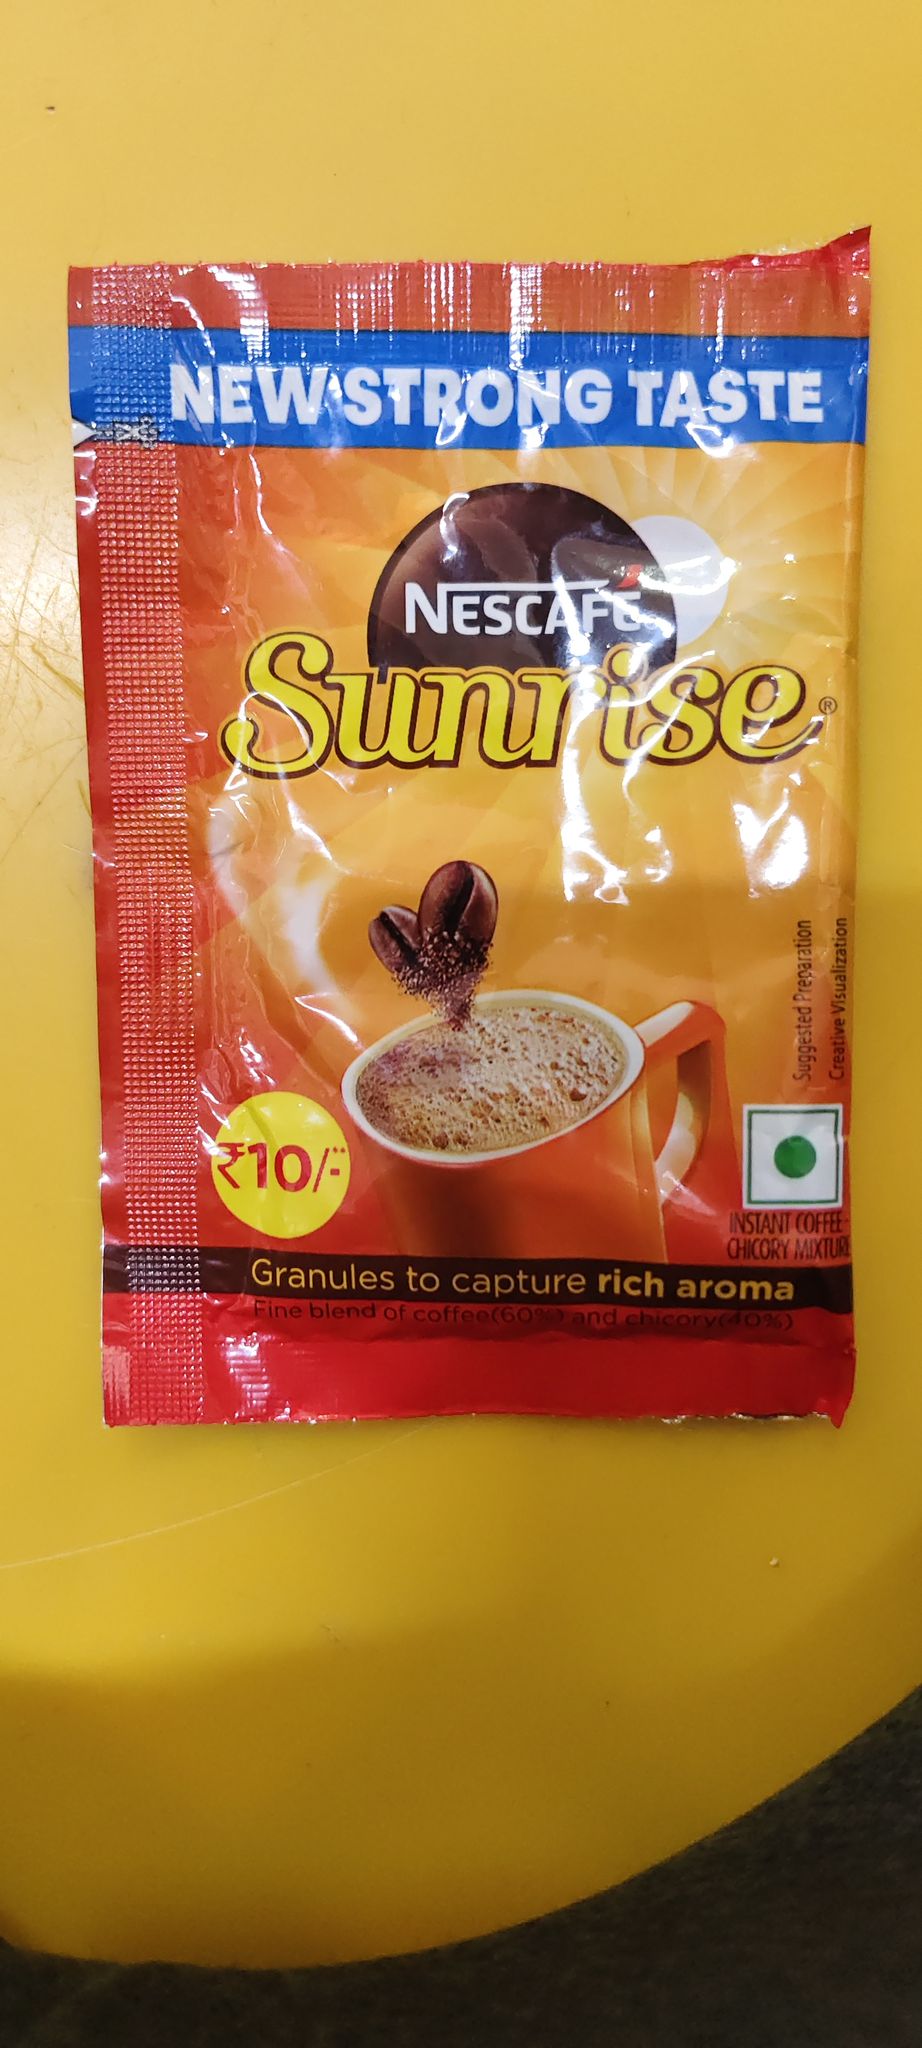 NEW STRONG TASTE
NESCAFÉ
Sunrise®
Suggested Preparation
Creative Visualization
₹10/-**
INSTANT COFFEE-
CHICORY MIXTURE
Granules to capture rich aroma
Fine blend of coffee(60%) and chicory(40%)